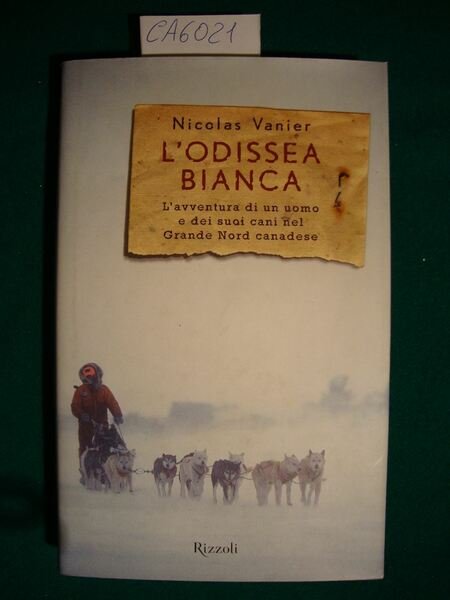 CA6021
Nicolas Vanier
L'ODISSEA
BIANCA
L'avventura di un uomo
e dei suoi cani nel
Grande Nord canadese
Rizzoli